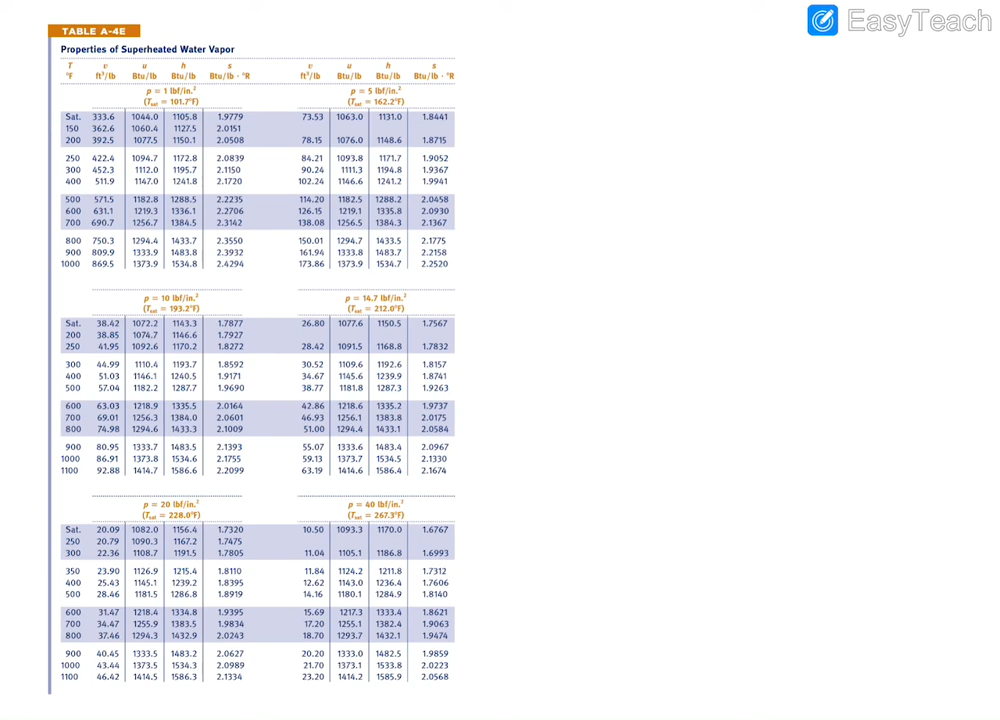 EasyTeach
TABLE A-4E
Properties of Superheated Water Vapor
T v u h s v u h s
°F ft³/lb Btu/lb Btu/lb Btu/lb · °R ft³/lb Btu/lb Btu/lb Btu/lb · °R
p = 1 lbf/in.² p = 5 lbf/in.²
(Tsat = 101.7°F) (Tsat = 162.2°F)
Sat. 333.6 1044.0 1105.8 1.9779 73.53 1063.0 1131.0 1.8441
150 362.6 1060.4 1127.5 2.0151
200 392.5 1077.5 1150.1 2.0508 78.15 1076.0 1148.6 1.8715
250 422.4 1094.7 1172.8 2.0839 84.21 1093.8 1171.7 1.9052
300 452.3 1112.0 1195.7 2.1150 90.24 1111.3 1194.8 1.9367
400 511.9 1147.0 1241.8 2.1720 102.24 1146.6 1241.2 1.9941
500 571.5 1182.8 1288.5 2.2235 114.20 1182.5 1288.2 2.0458
600 631.1 1219.3 1336.1 2.2706 126.15 1219.1 1335.8 2.0930
700 690.7 1256.7 1384.5 2.3142 138.08 1256.5 1384.3 2.1367
800 750.3 1294.4 1433.7 2.3550 150.01 1294.7 1433.5 2.1775
900 809.9 1333.9 1483.8 2.3932 161.94 1333.8 1483.7 2.2158
1000 869.5 1373.9 1534.8 2.4294 173.86 1373.9 1534.7 2.2520
p = 10 lbf/in.² p = 14.7 lbf/in.²
(Tsat = 193.2°F) (Tsat = 212.0°F)
Sat. 38.42 1072.2 1143.3 1.7877 26.80 1077.6 1150.5 1.7567
200 38.85 1074.7 1146.6 1.7927
250 41.95 1092.6 1170.2 1.8272 28.42 1091.5 1168.8 1.7832
300 44.99 1110.4 1193.7 1.8592 30.52 1109.6 1192.6 1.8157
400 51.03 1146.1 1240.5 1.9171 34.67 1145.6 1239.9 1.8741
500 57.04 1182.2 1287.7 1.9690 38.77 1181.8 1287.3 1.9263
600 63.03 1218.9 1335.5 2.0164 42.86 1218.6 1335.2 1.9737
700 69.01 1256.3 1384.0 2.0601 46.93 1256.1 1383.8 2.0175
800 74.98 1294.6 1433.3 2.1009 51.00 1294.4 1433.1 2.0584
900 80.95 1333.7 1483.5 2.1393 55.07 1333.6 1483.4 2.0967
1000 86.91 1373.8 1534.6 2.1755 59.13 1373.7 1534.5 2.1330
1100 92.88 1414.7 1586.6 2.2099 63.19 1414.6 1586.4 2.1674
p = 20 lbf/in.² p = 40 lbf/in.²
(Tsat = 228.0°F) (Tsat = 267.3°F)
Sat. 20.09 1082.0 1156.4 1.7320 10.50 1093.3 1170.0 1.6767
250 20.79 1090.3 1167.2 1.7475
300 22.36 1108.7 1191.5 1.7805 11.04 1105.1 1186.8 1.6993
350 23.90 1126.9 1215.4 1.8110 11.84 1124.2 1211.8 1.7312
400 25.43 1145.1 1239.2 1.8395 12.62 1143.0 1236.4 1.7606
500 28.46 1181.5 1286.8 1.8919 14.16 1180.1 1284.9 1.8140
600 31.47 1218.4 1334.8 1.9395 15.69 1217.3 1333.4 1.8621
700 34.47 1255.9 1383.5 1.9834 17.20 1255.1 1382.4 1.9063
800 37.46 1294.3 1432.9 2.0243 18.70 1293.7 1432.1 1.9474
900 40.45 1333.5 1483.2 2.0627 20.20 1333.0 1482.5 1.9859
1000 43.44 1373.5 1534.3 2.0989 21.70 1373.1 1533.8 2.0223
1100 46.42 1414.5 1586.3 2.1334 23.20 1414.2 1585.9 2.0568